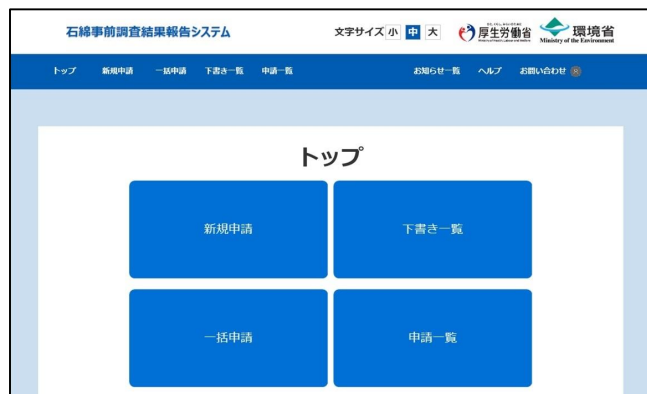 石綿事前調査結果報告システム
文字サイズ 小 中 大 厚生労働省 環境省
Ministry of the Environment
トップ 新規申請 一括申請 下書き一覧 申請一覧 お知らせ一覧 ヘルプ お問い合わせ
トップ
新規申請 下書き一覧
一括申請 申請一覧